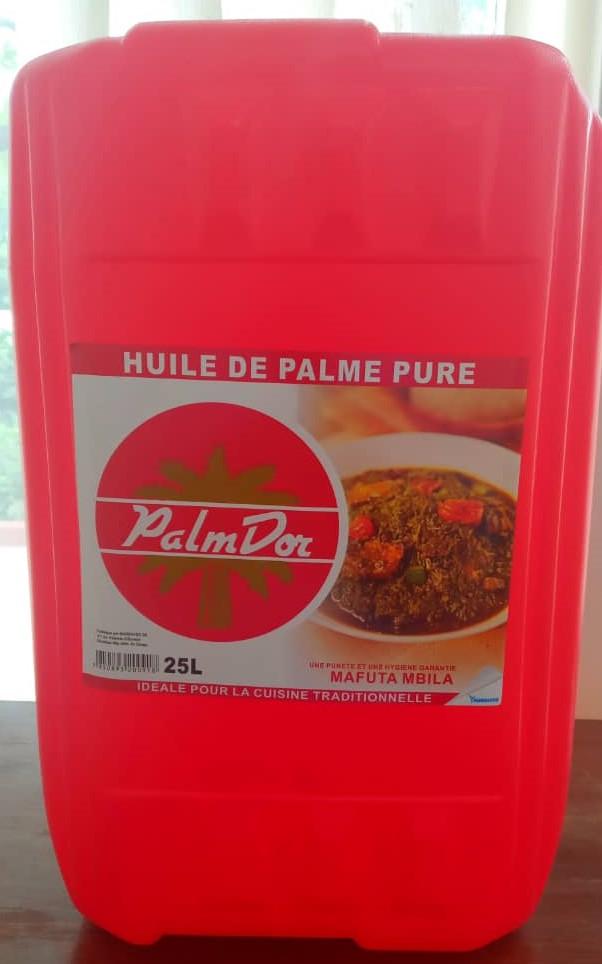 HUILE DE PALME PURE
PalmDor
25L
UNE PURETE ET UNE HYGIENE GARANTIE
MAFUTA MBILA
IDEALE POUR LA CUISINE TRADITIONNELLE